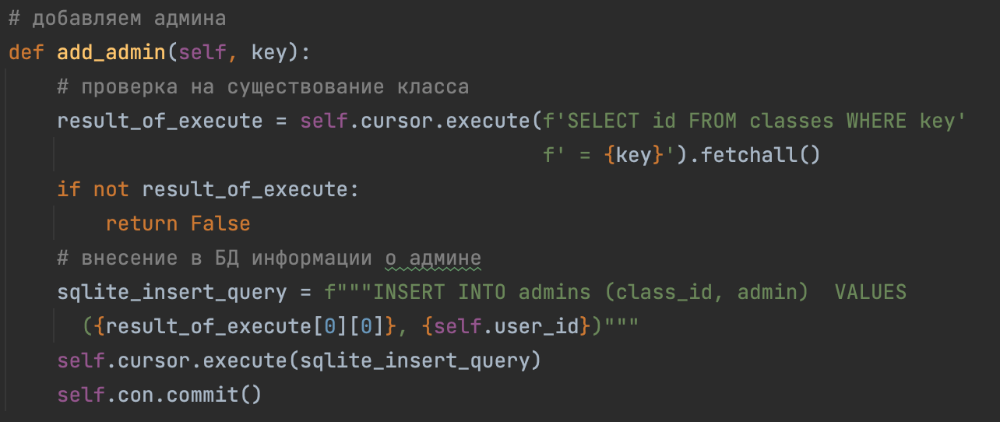 # добавляем админа
def add_admin(self, key):
    # проверка на существование класса
    result_of_execute = self.cursor.execute(f'SELECT id FROM classes WHERE key'
                                            f' = {key}').fetchall()
    if not result_of_execute:
        return False
    # внесение в БД информации о админе
    sqlite_insert_query = f"""INSERT INTO admins (class_id, admin)  VALUES
      ({result_of_execute[0][0]}, {self.user_id})"""
    self.cursor.execute(sqlite_insert_query)
    self.con.commit()